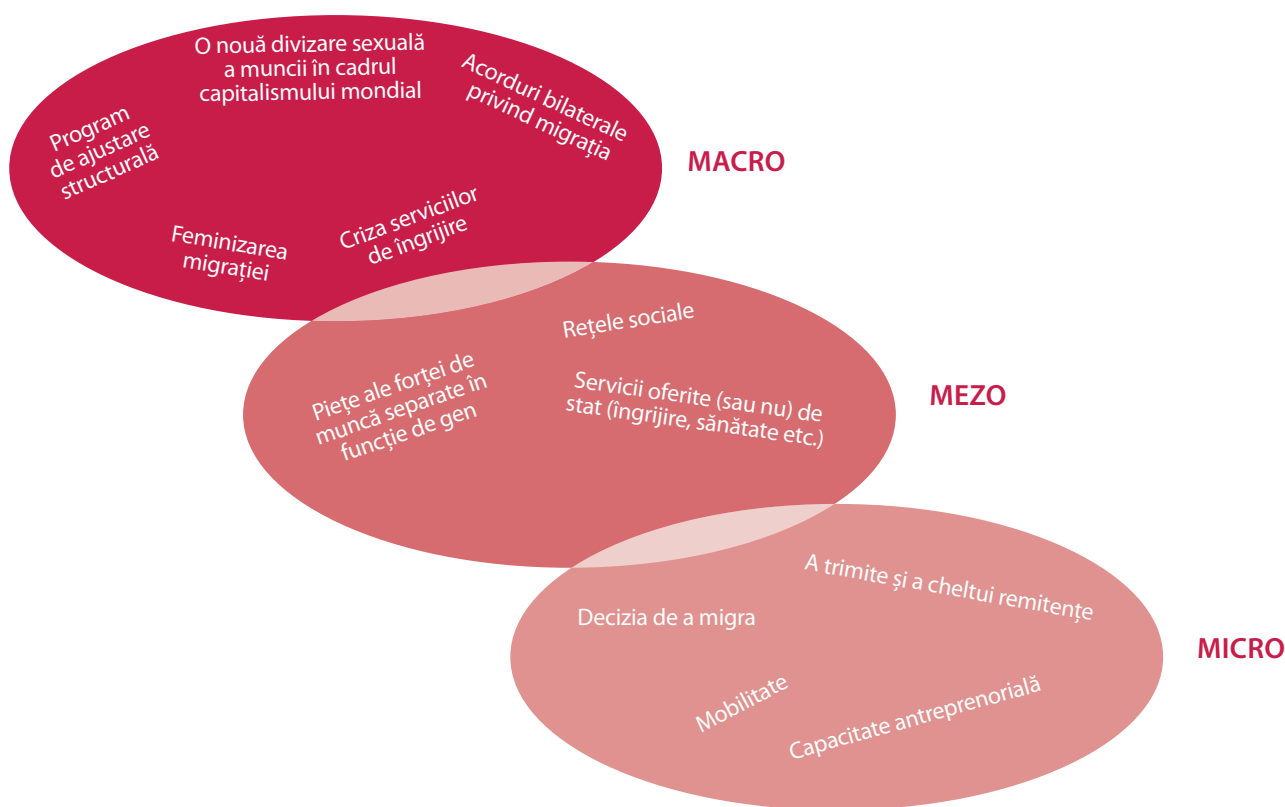 O nouă divizare sexuală
a muncii în cadrul
capitalismului mondial
Acorduri bilaterale
privind migrația
Program
de ajustare
structurală
MACRO
Feminizarea
migrației
Criza serviciilor
de îngrijire
Rețele sociale
Piețe ale forței de
muncă separate în
funcție de gen
Servicii oferite (sau nu) de
stat (îngrijire, sănătate etc.)
MEZO
A trimite și a cheltui remitențe
Decizia de a migra
MICRO
Mobilitate
Capacitate antreprenorială